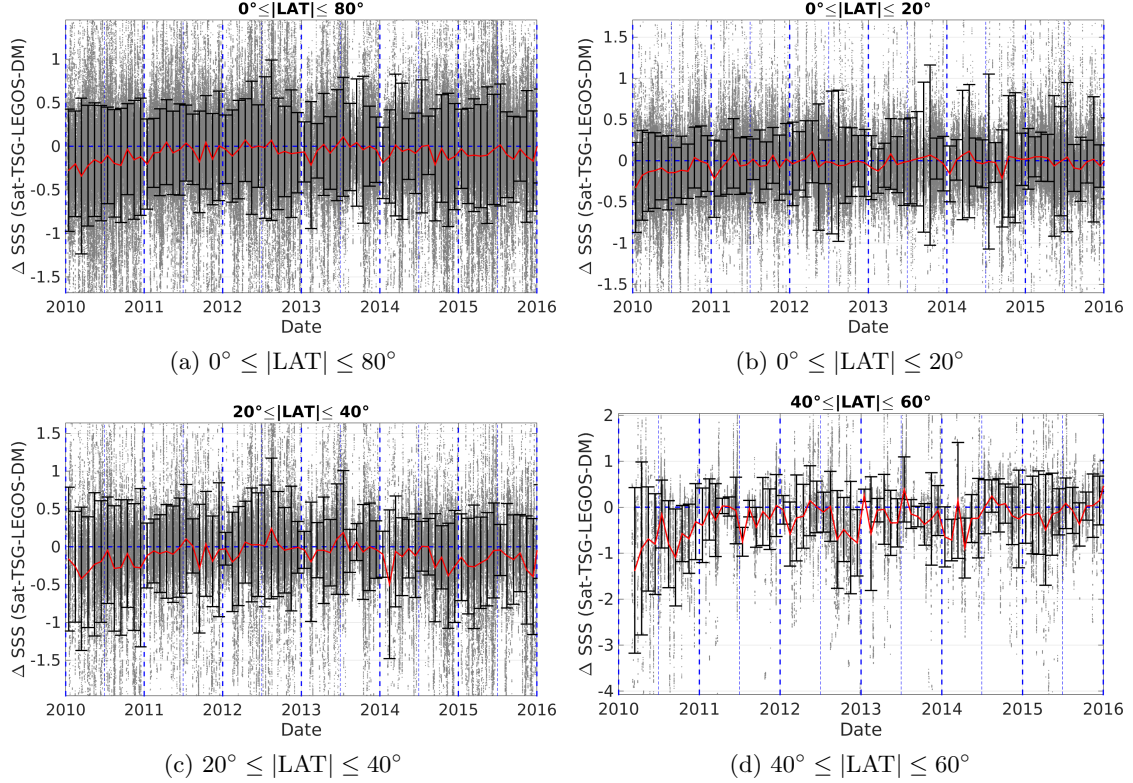 0°≤|LAT|≤ 80°
Δ SSS (Sat-TSG-LEGOS-DM)
1
0.5
0
-0.5
-1
-1.5
2010 2011 2012 2013 2014 2015 2016
Date
(a) 0° ≤ |LAT| ≤ 80°
0°≤|LAT|≤ 20°
Δ SSS (Sat-TSG-LEGOS-DM)
1.5
1
0.5
0
-0.5
-1
-1.5
2010 2011 2012 2013 2014 2015 2016
Date
(b) 0° ≤ |LAT| ≤ 20°
20°≤|LAT|≤ 40°
Δ SSS (Sat-TSG-LEGOS-DM)
1.5
1
0.5
0
-0.5
-1
-1.5
2010 2011 2012 2013 2014 2015 2016
Date
(c) 20° ≤ |LAT| ≤ 40°
40°≤|LAT|≤ 60°
Δ SSS (Sat-TSG-LEGOS-DM)
2
1
0
-1
-2
-3
-4
2010 2011 2012 2013 2014 2015 2016
Date
(d) 40° ≤ |LAT| ≤ 60°